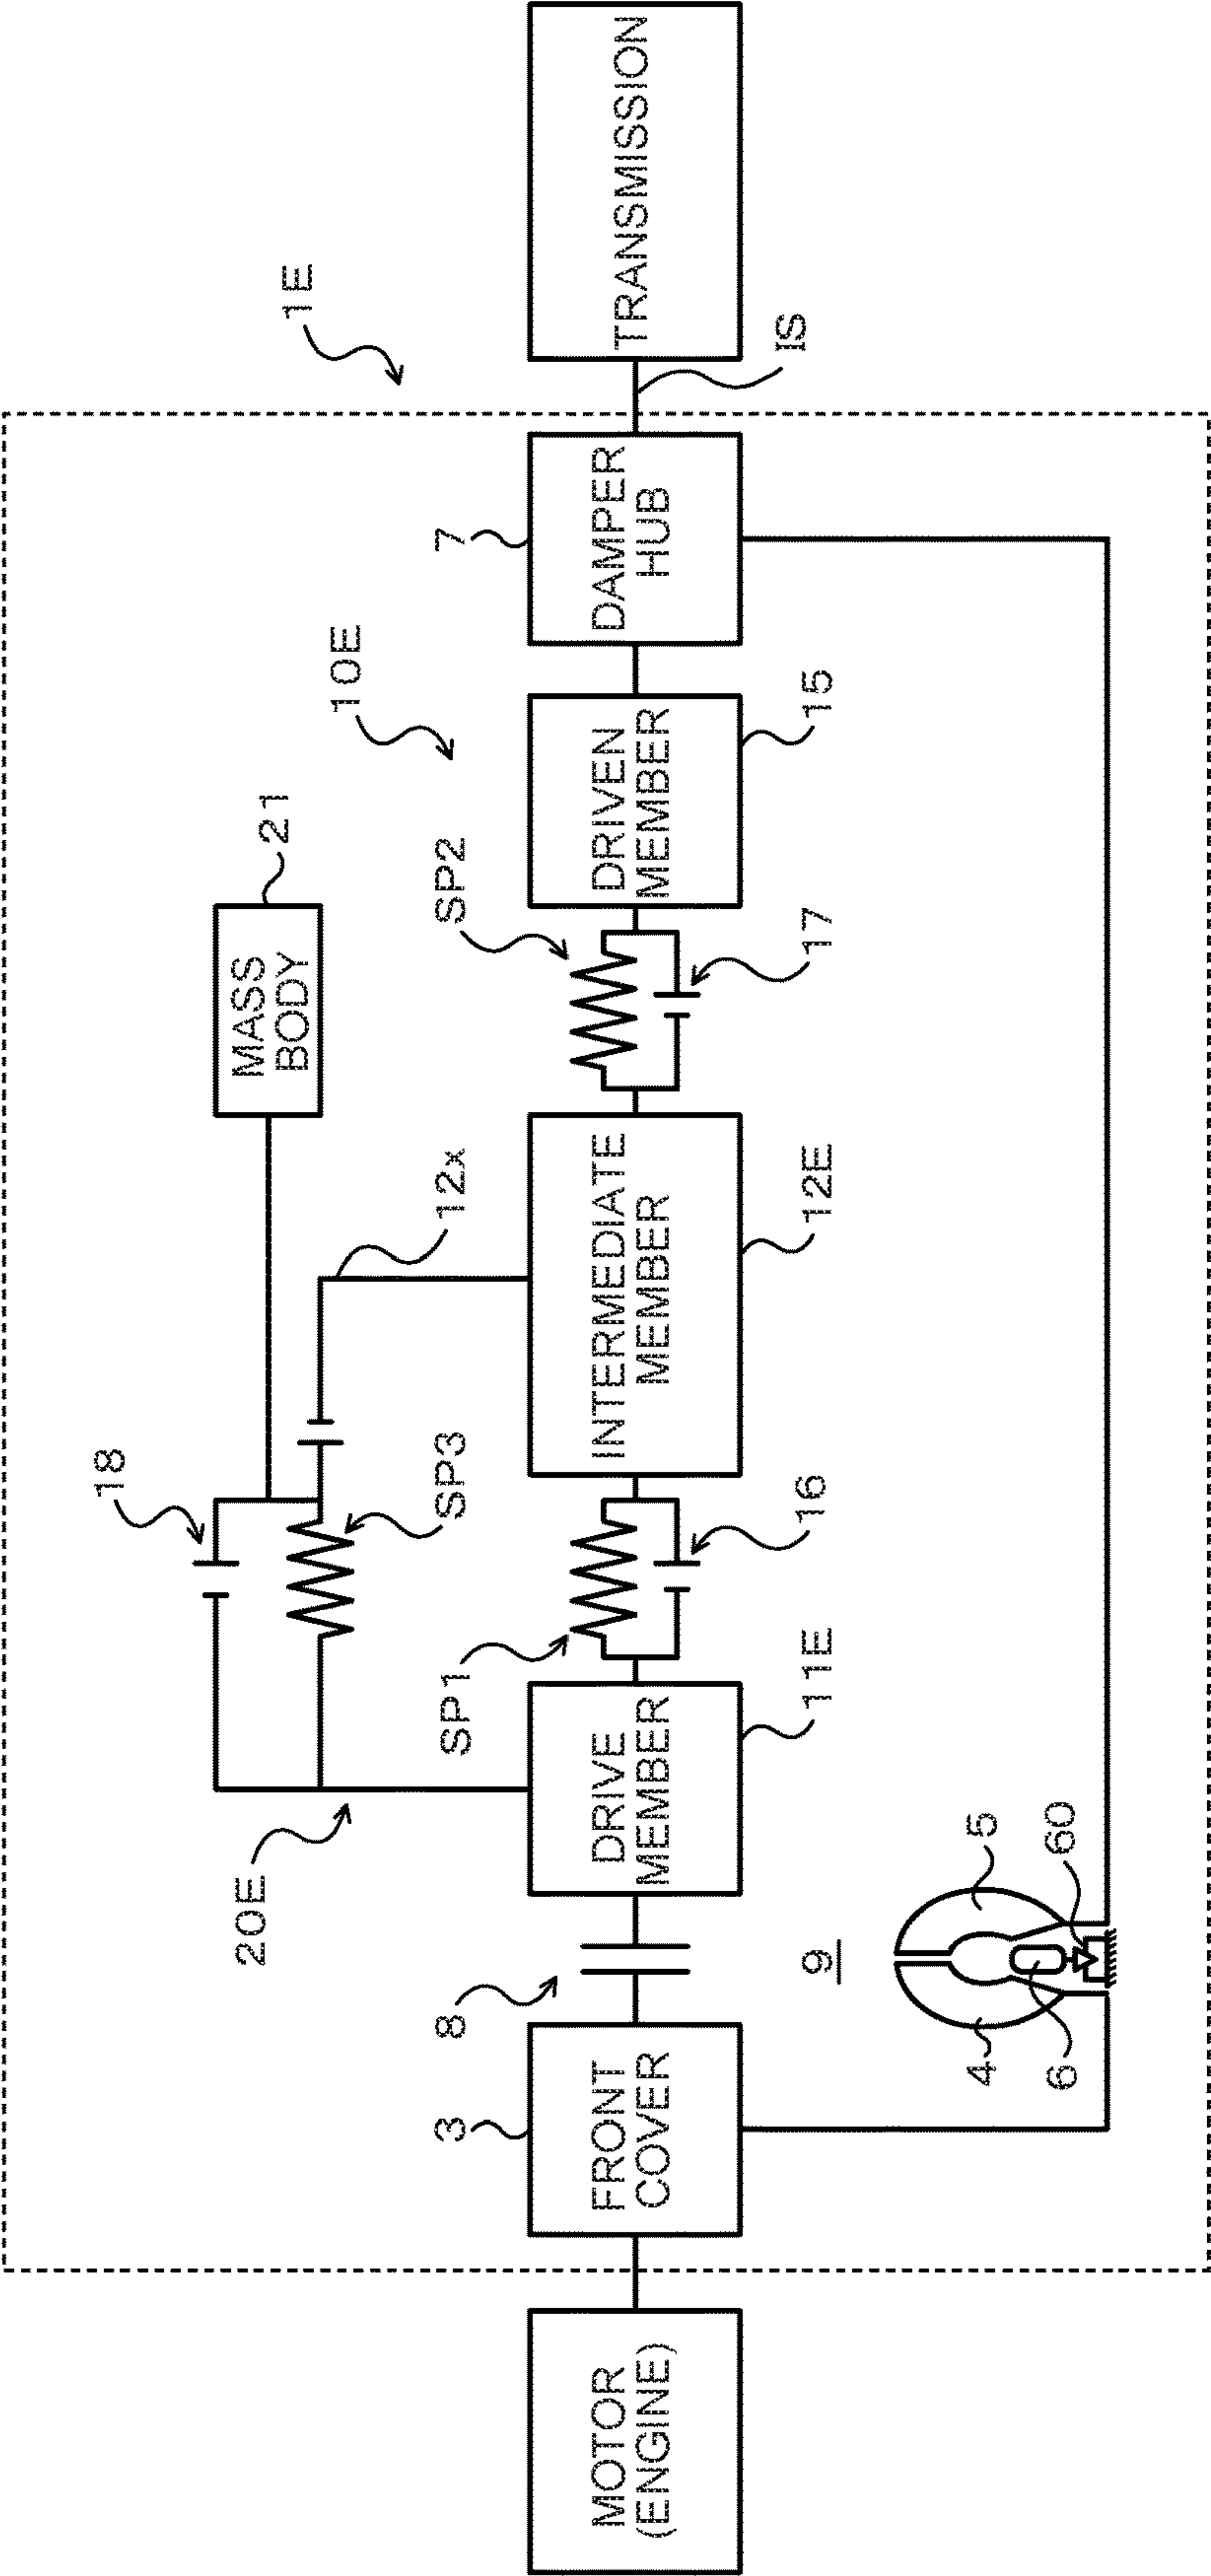 1E
10E
MASS
BODY
21
18
12x
SP3
20E
SP1
SP2
8
3
7
MOTOR
(ENGINE)
FRONT
COVER
DRIVE
MEMBER
INTERMEDIATE
MEMBER
DRIVEN
MEMBER
DAMPER
HUB
TRANSMISSION
IS
11E
16
12E
17
15
9
4
5
6
60